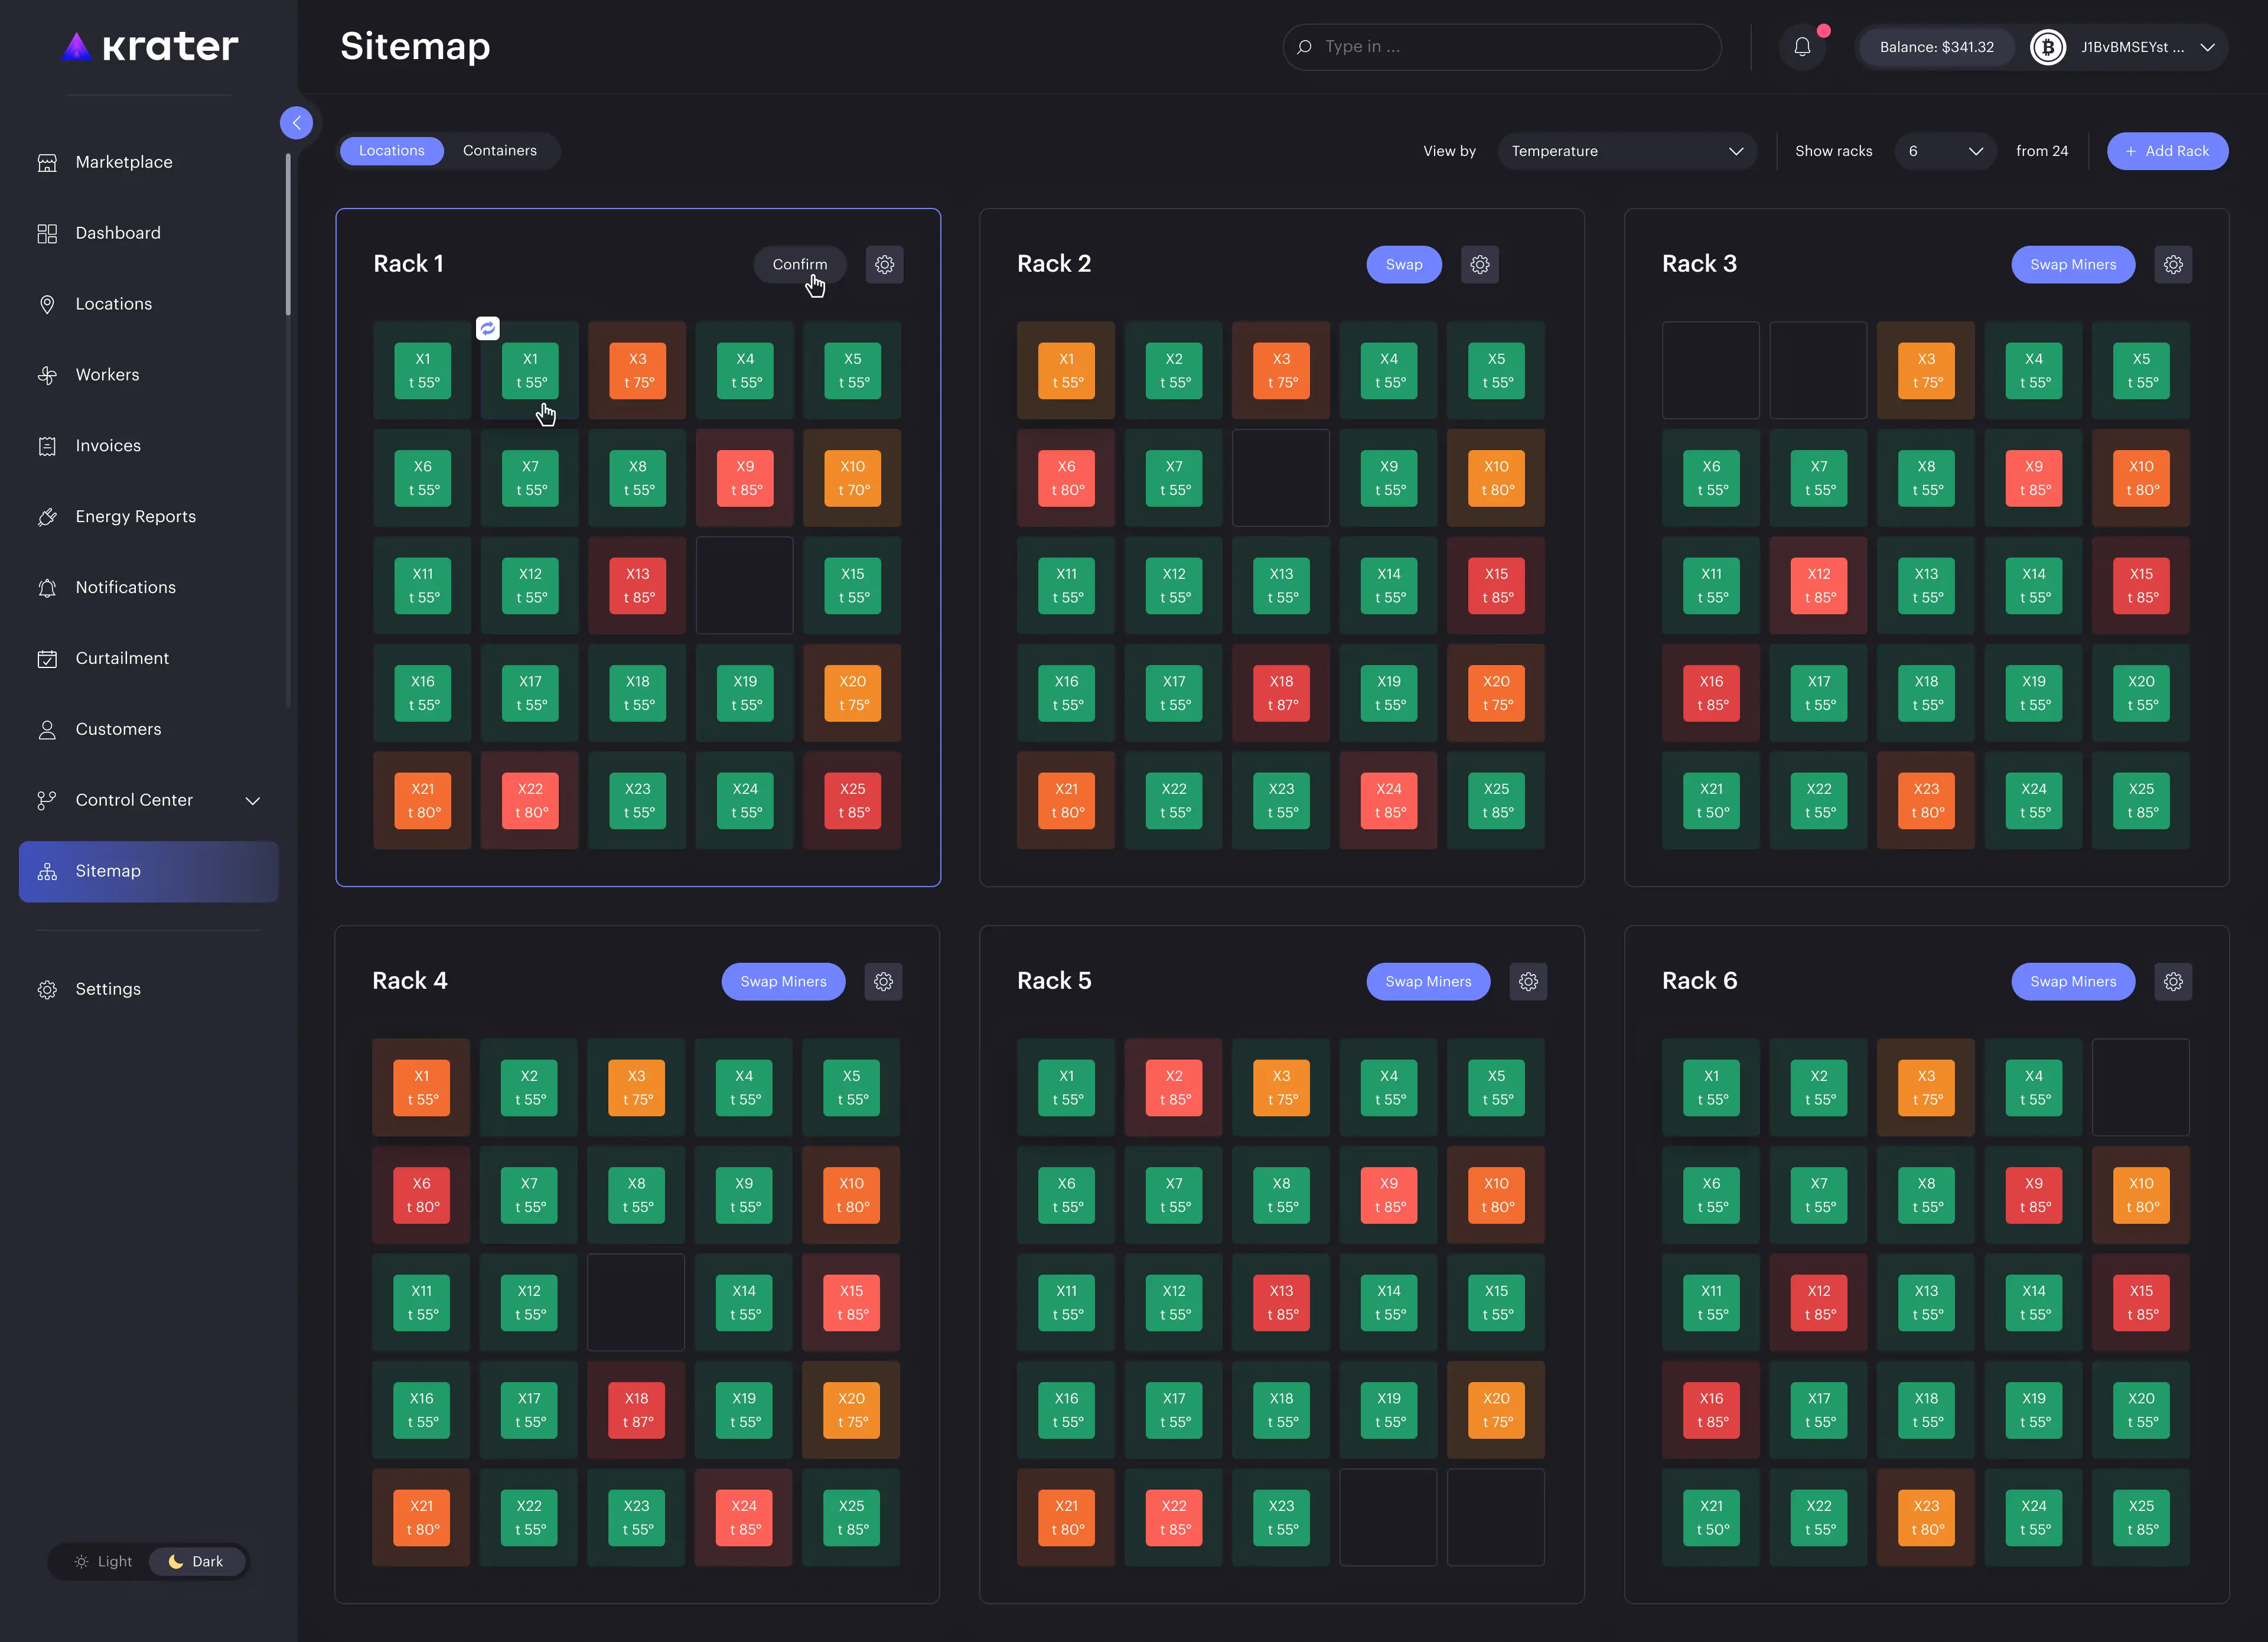 krater
Sitemap
Type in ...
Balance: $341.32
J1BvBMSEYst ...
Marketplace
Dashboard
Locations
Workers
Invoices
Energy Reports
Notifications
Curtailment
Customers
Control Center
Sitemap
Settings
Light
Dark
Locations
Containers
View by
Temperature
Show racks
6
from 24
+ Add Rack
Rack 1
Confirm
X1 X1 X3 X4 X5
t 55° t 55° t 75° t 55° t 55°
X6 X7 X8 X9 X10
t 55° t 55° t 55° t 85° t 70°
X11 X12 X13 X15
t 55° t 55° t 85° t 55°
X16 X17 X18 X19 X20
t 55° t 55° t 55° t 55° t 75°
X21 X22 X23 X24 X25
t 80° t 80° t 55° t 55° t 85°
Rack 2
Swap
X1 X2 X3 X4 X5
t 55° t 55° t 75° t 55° t 55°
X6 X7 X9 X10
t 80° t 55° t 55° t 80°
X11 X12 X13 X14 X15
t 55° t 55° t 55° t 55° t 85°
X16 X17 X18 X19 X20
t 55° t 55° t 87° t 55° t 75°
X21 X22 X23 X24 X25
t 80° t 55° t 55° t 85° t 85°
Rack 3
Swap Miners
X3 X4 X5
t 75° t 55° t 55°
X6 X7 X8 X9 X10
t 55° t 55° t 55° t 85° t 80°
X11 X12 X13 X14 X15
t 55° t 85° t 55° t 55° t 85°
X16 X17 X18 X19 X20
t 85° t 55° t 55° t 55° t 55°
X21 X22 X23 X24 X25
t 50° t 55° t 80° t 55° t 85°
Rack 4
Swap Miners
X1 X2 X3 X4 X5
t 55° t 55° t 75° t 55° t 55°
X6 X7 X8 X9 X10
t 80° t 55° t 55° t 55° t 80°
X11 X12 X14 X15
t 55° t 55° t 55° t 85°
X16 X17 X18 X19 X20
t 55° t 55° t 87° t 55° t 75°
X21 X22 X23 X24 X25
t 80° t 55° t 55° t 85° t 85°
Rack 5
Swap Miners
X1 X2 X3 X4 X5
t 55° t 85° t 75° t 55° t 55°
X6 X7 X8 X9 X10
t 55° t 55° t 55° t 85° t 80°
X11 X12 X13 X14 X15
t 55° t 55° t 85° t 55° t 55°
X16 X17 X18 X19 X20
t 55° t 55° t 55° t 55° t 75°
X21 X22 X23
t 80° t 85° t 55°
Rack 6
Swap Miners
X1 X2 X3 X4
t 55° t 55° t 75° t 55°
X6 X7 X8 X9 X10
t 55° t 55° t 55° t 85° t 80°
X11 X12 X13 X14 X15
t 55° t 85° t 55° t 55° t 85°
X16 X17 X18 X19 X20
t 85° t 55° t 55° t 55° t 55°
X21 X22 X23 X24 X25
t 50° t 55° t 80° t 55° t 85°